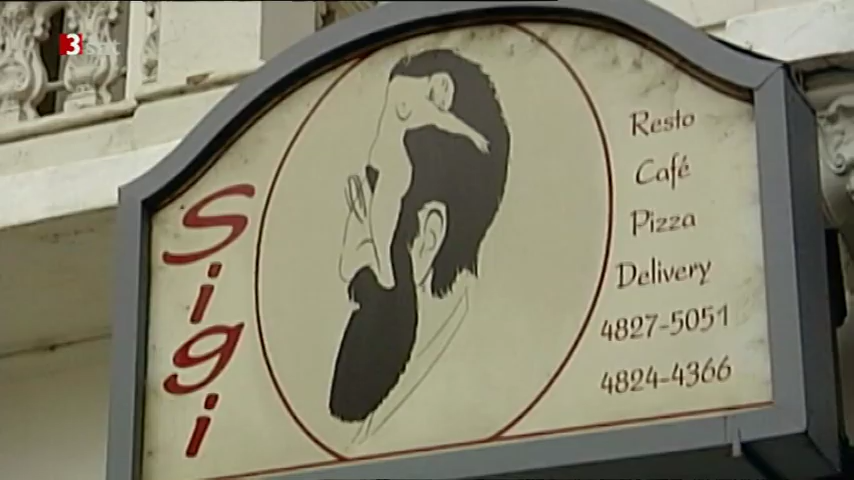 3sat
Sigi
Resto
Café
Pizza
Delivery
4827-5051
4824-4366